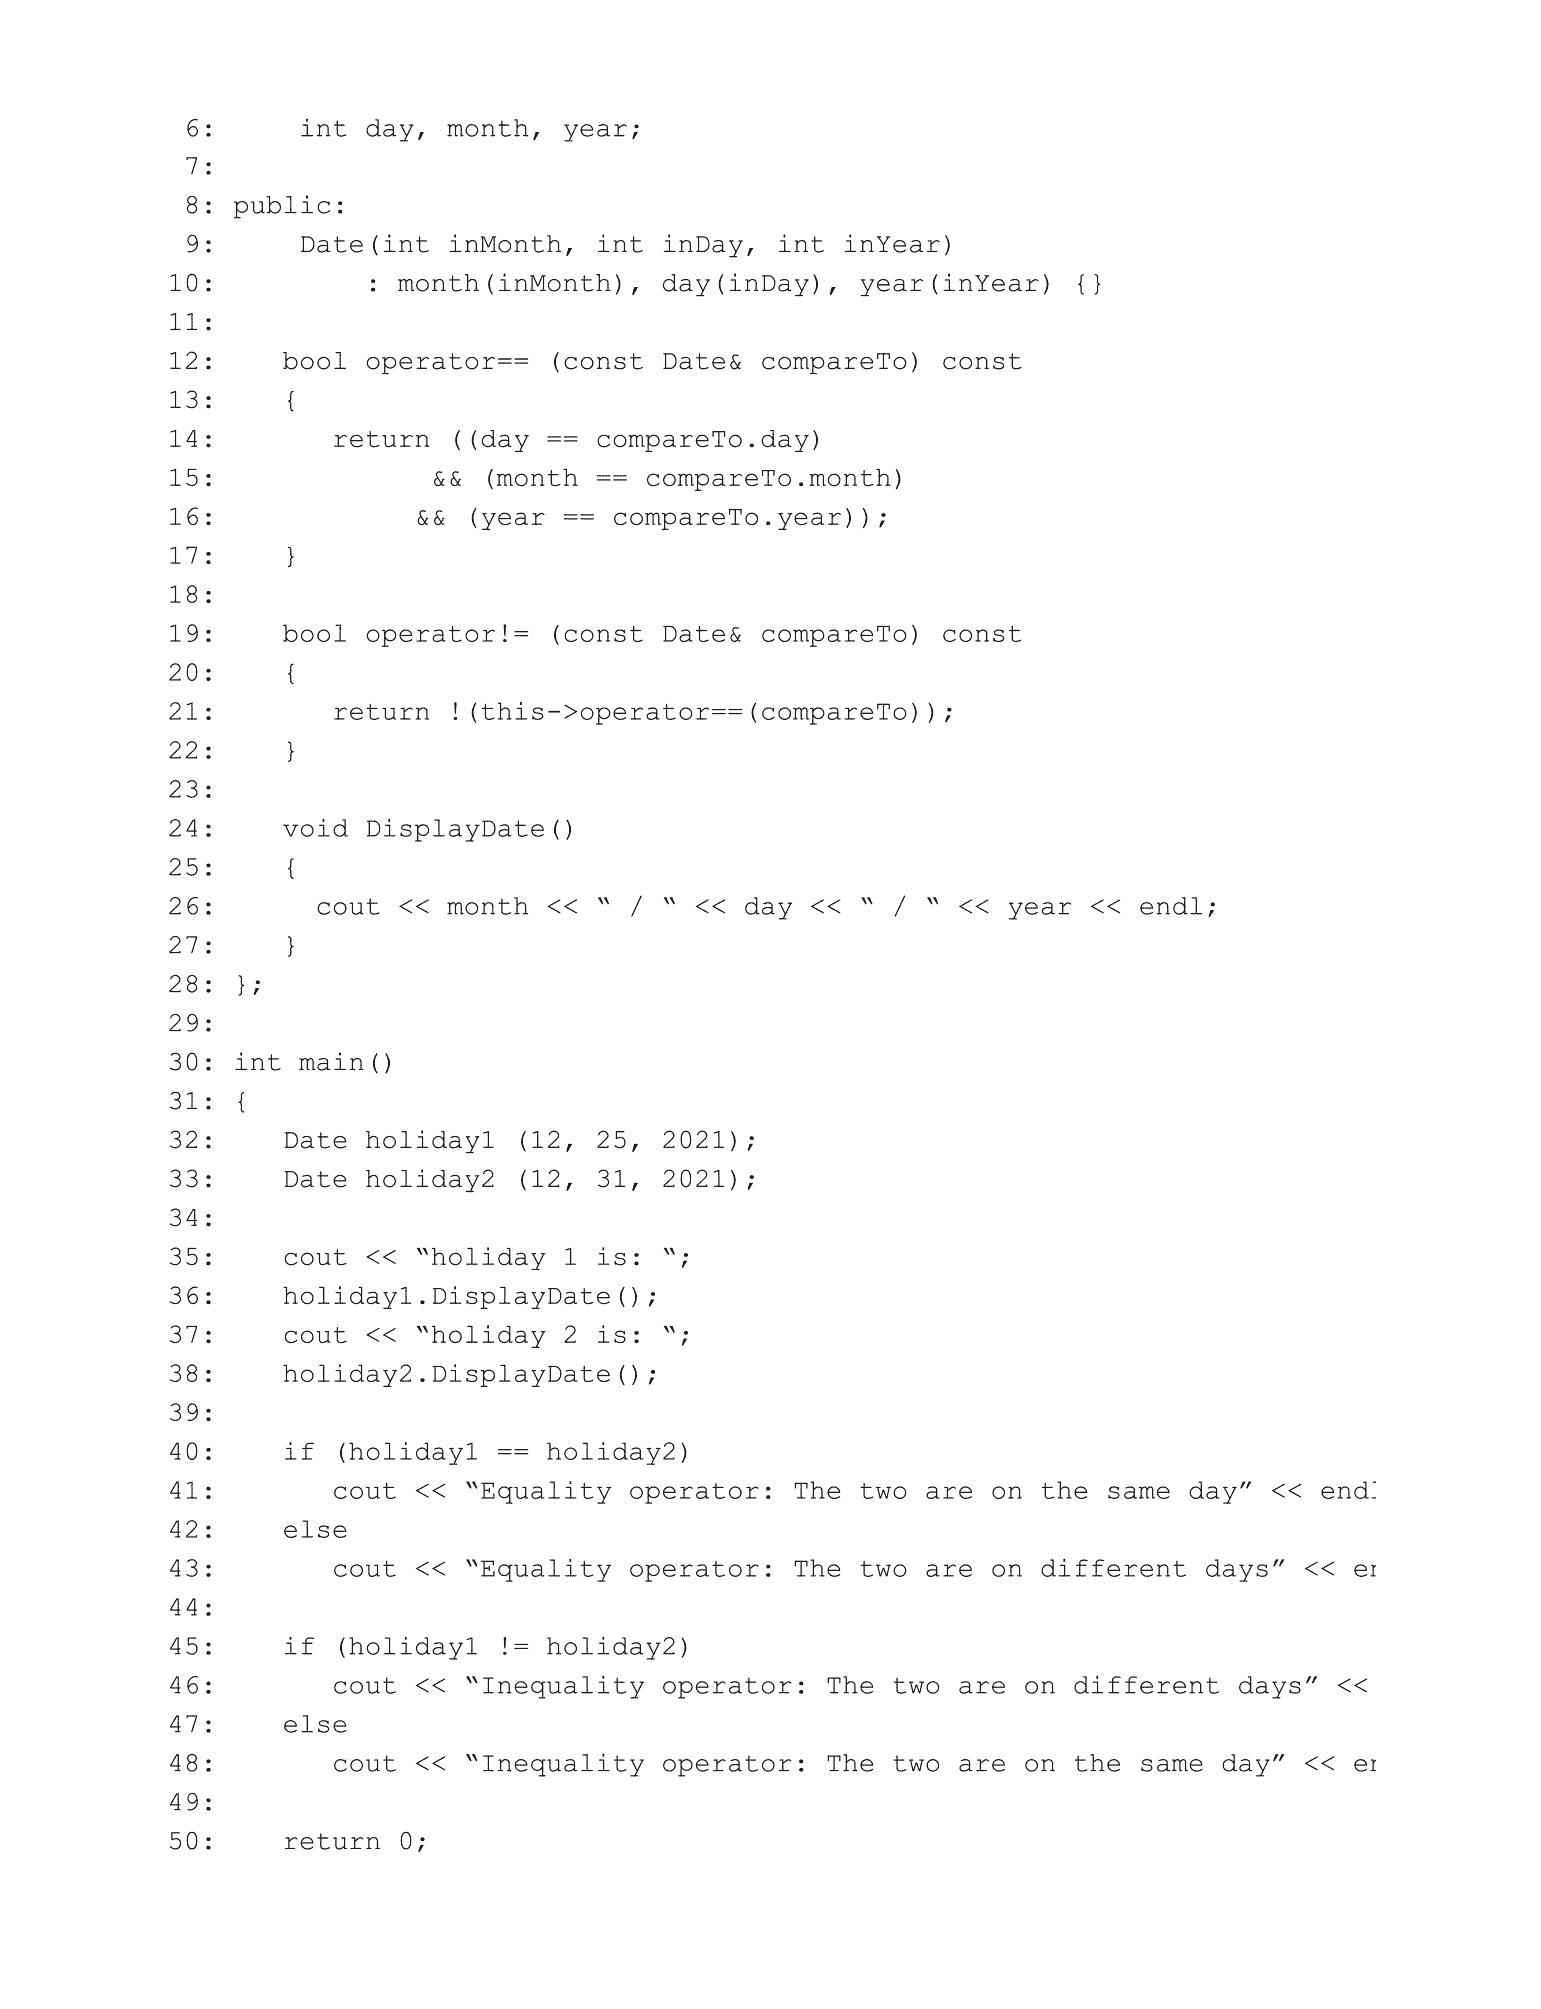 6:     int day, month, year;
7:
8: public:
9:     Date(int inMonth, int inDay, int inYear)
10:         : month(inMonth), day(inDay), year(inYear) {}
11:
12:    bool operator== (const Date& compareTo) const
13:    {
14:       return ((day == compareTo.day)
15:             && (month == compareTo.month)
16:            && (year == compareTo.year));
17:    }
18:
19:    bool operator!= (const Date& compareTo) const
20:    {
21:       return !(this->operator==(compareTo));
22:    }
23:
24:    void DisplayDate()
25:    {
26:      cout << month << “ / “ << day << “ / “ << year << endl;
27:    }
28: };
29:
30: int main()
31: {
32:    Date holiday1 (12, 25, 2021);
33:    Date holiday2 (12, 31, 2021);
34:
35:    cout << “holiday 1 is: “;
36:    holiday1.DisplayDate();
37:    cout << “holiday 2 is: “;
38:    holiday2.DisplayDate();
39:
40:    if (holiday1 == holiday2)
41:       cout << “Equality operator: The two are on the same day” << endl
42:    else
43:       cout << “Equality operator: The two are on different days” <<
44:
45:    if (holiday1 != holiday2)
46:       cout << “Inequality operator: The two are on different days” <<
47:    else
48:       cout << “Inequality operator: The two are on the same day” <<
49:
50:    return 0;